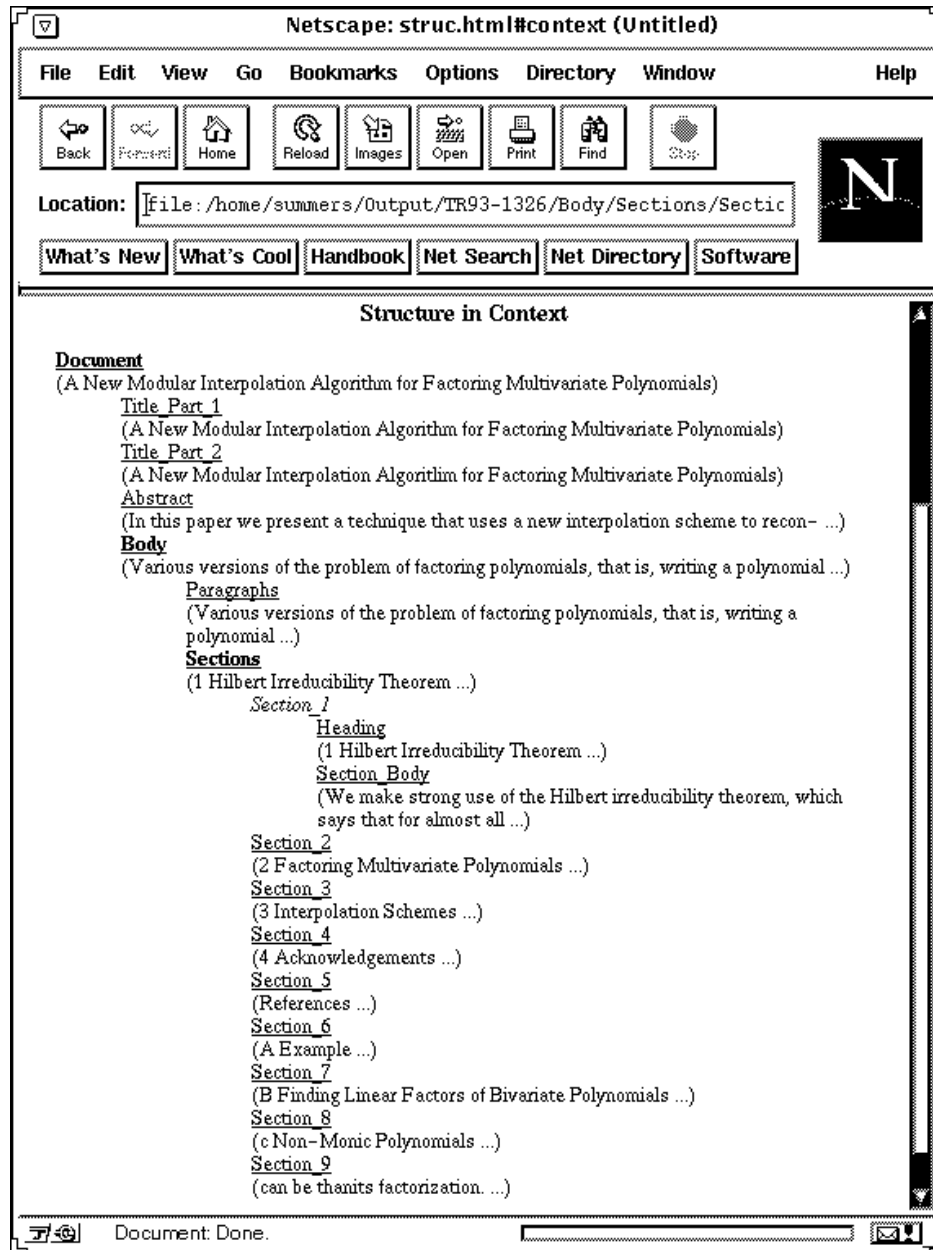 Netscape: struc.html#context (Untitled)
File Edit View Go Bookmarks Options Directory Window Help
Back Forward Home Reload Images Open Print Find Stop
N
Location: file:/home/summers/Output/TR93-1326/Body/Sections/Sectic
What's New What's Cool Handbook Net Search Net Directory Software
Structure in Context
Document
(A New Modular Interpolation Algorithm for Factoring Multivariate Polynomials)
Title_Part_1
(A New Modular Interpolation Algorithm for Factoring Multivariate Polynomials)
Title_Part_2
(A New Modular Interpolation Algoritlim for Factoring Multivariate Polynomials)
Abstract
(In this paper we present a technique that uses a new interpolation scheme to recon- ...)
Body
(Various versions of the problem of factoring polynomials, that is, writing a polynomial ...)
Paragraphs
(Various versions of the problem of factoring polynomials, that is, writing a
polynomial ...)
Sections
(1 Hilbert Irreducibility Theorem ...)
Section_1
Heading
(1 Hilbert Irreducibility Theorem ...)
Section_Body
(We make strong use of the Hilbert irreducibility theorem, which
says that for almost all ...)
Section_2
(2 Factoring Multivariate Polynomials ...)
Section_3
(3 Interpolation Schemes ...)
Section_4
(4 Acknowledgements ...)
Section_5
(References ...)
Section_6
(A Example ...)
Section_7
(B Finding Linear Factors of Bivariate Polynomials ...)
Section_8
(c Non-Monic Polynomials ...)
Section_9
(can be thanits factorization. ...)
Document: Done.